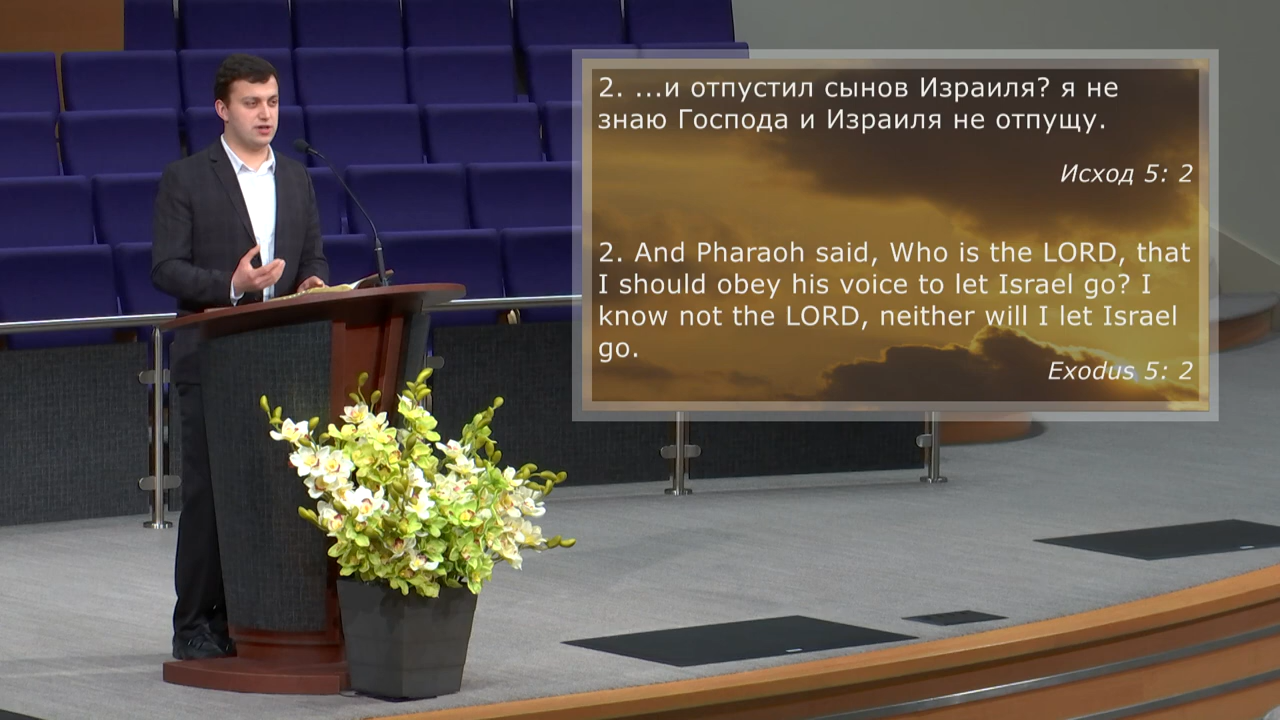 2. ...и отпустил сынов Израиля? я не
знаю Господа и Израиля не отпущу.
Исход 5: 2
2. And Pharaoh said, Who is the LORD, that
I should obey his voice to let Israel go? I
know not the LORD, neither will I let Israel
go.
Exodus 5: 2